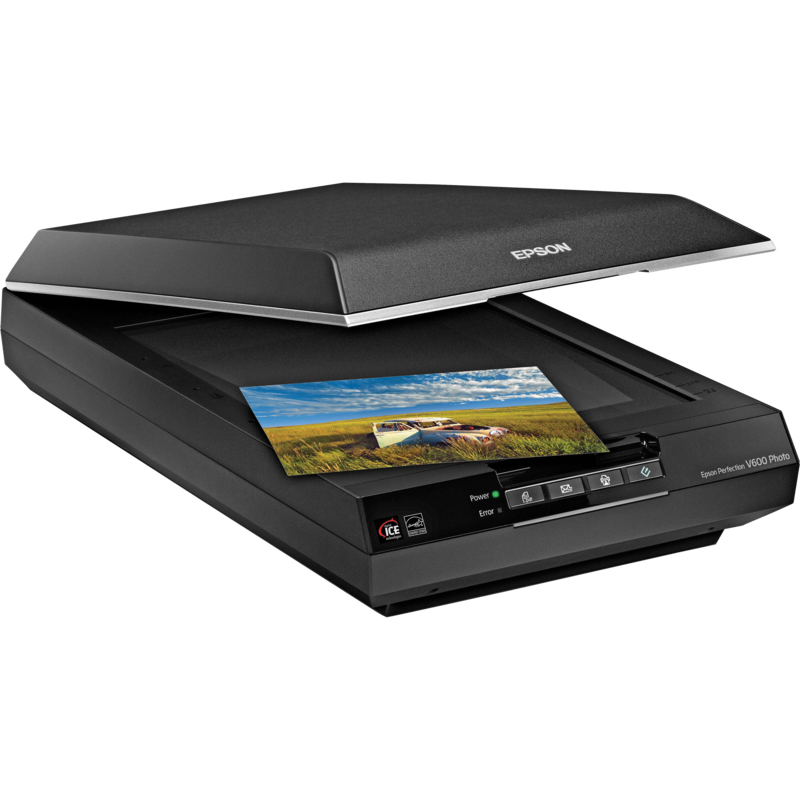 EPSON
Epson Perfection V600 Photo
Power
Error
ICE